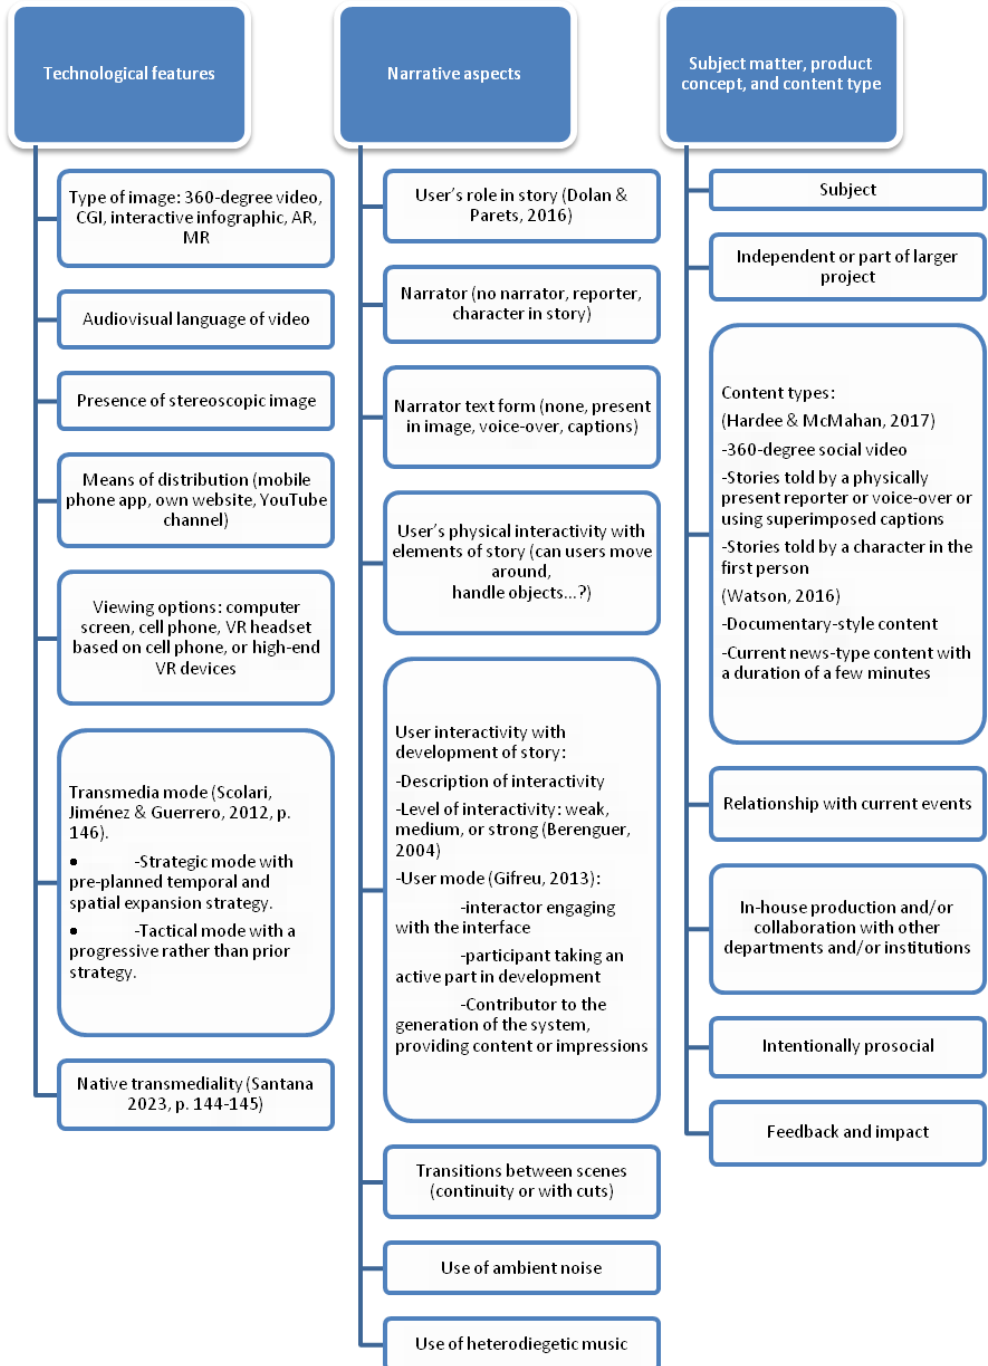 Technological features
Type of image: 360-degree video,
CGI, interactive infographic, AR,
MR
Audiovisual language of video
Presence of stereoscopic image
Means of distribution (mobile
phone app, own website, YouTube
channel)
Viewing options: computer
screen, cell phone, VR headset
based on cell phone, or high-end
VR devices
Transmedia mode (Scolari,
Jiménez & Guerrero, 2012, p.
146).
● -Strategic mode with
pre-planned temporal and
spatial expansion strategy.
● -Tactical mode with a
progressive rather than prior
strategy.
Native transmediality (Santana
2023, p. 144-145)
Narrative aspects
User's role in story (Dolan &
Parets, 2016)
Narrator (no narrator, reporter,
character in story)
Narrator text form (none, present
in image, voice-over, captions)
User's physical interactivity with
elements of story (can users move
around,
handle objects...?)
User interactivity with
development of story:
-Description of interactivity
-Level of interactivity: weak,
medium, or strong (Berenguer,
2004)
-User mode (Gifreu, 2013):
-interactor engaging
with the interface
-participant taking an
active part in development
-Contributor to the
generation of the system,
providing content or impressions
Transitions between scenes
(continuity or with cuts)
Use of ambient noise
Use of heterodiegetic music
Subject matter, product
concept, and content type
Subject
Independent or part of larger
project
Content types:
(Hardee & McMahan, 2017)
-360-degree social video
-Stories told by a physically
present reporter or voice-over or
using superimposed captions
-Stories told by a character in the
first person
(Watson, 2016)
-Documentary-style content
-Current news-type content with
a duration of a few minutes
Relationship with current events
In-house production and/or
collaboration with other
departments and/or institutions
Intentionally prosocial
Feedback and impact